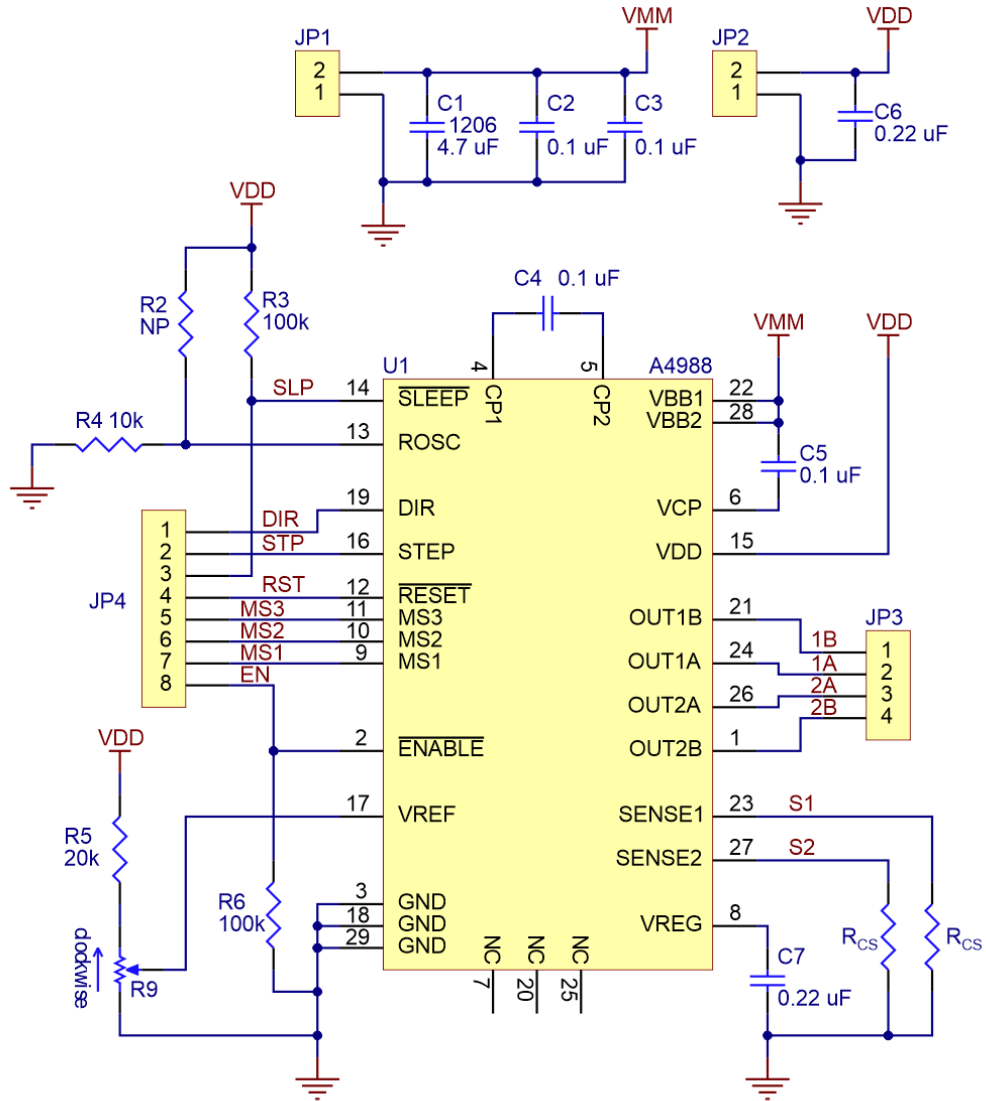 JP1
2
1
VMM
C1
1206
4.7 uF
C2
0.1 uF
C3
0.1 uF
JP2
2
1
VDD
C6
0.22 uF
VDD
R2
NP
R3
100k
R4 10k
C4 0.1 uF
4
5
U1
A4988
CP1
CP2
SLP
14
SLEEP
13
ROSC
19
DIR
16
STEP
12
RESET
11
MS3
10
MS2
9
MS1
2
ENABLE
17
VREF
3
GND
18
GND
29
GND
JP4
1
2
3
4
5
6
7
8
DIR
STP
RST
MS3
MS2
MS1
EN
VDD
R5
20k
R6
100k
clockwise
R9
NC
7
NC
20
NC
25
VMM
VDD
VBB1
22
VBB2
28
C5
0.1 uF
VCP
6
VDD
15
OUT1B
21
OUT1A
24
OUT2A
26
OUT2B
1
JP3
1B
1A
2A
2B
1
2
3
4
SENSE1
23
S1
SENSE2
27
S2
VREG
8
C7
0.22 uF
RCS
RCS